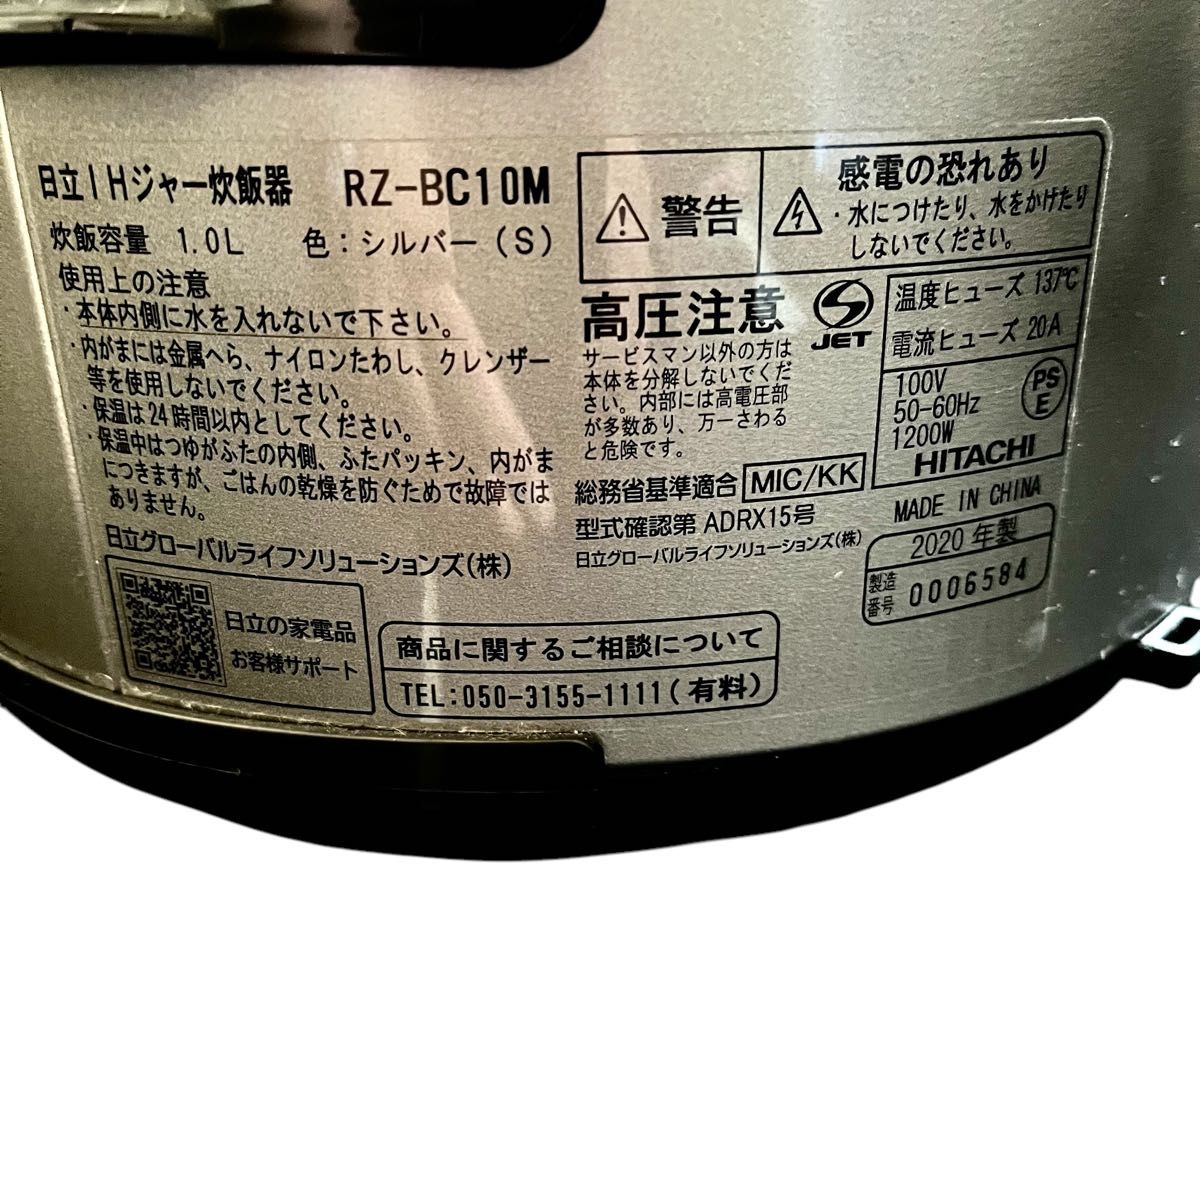 日立IHジャー炊飯器 RZ-BC10M
炊飯容量 1.0L 色:シルバー(S)
使用上の注意
・本体内側に水を入れないで下さい。
・内がまには金属へら、ナイロンたわし、クレンザー
等を使用しないでください。
・保温は24時間以内としてください。
・保温中はつゆがふたの内側、ふたパッキン、内がま
につきますが、ごはんの乾燥を防ぐためで故障では
ありません。
日立グローバルライフソリューションズ(株)
日立の家電品
お客様サポート
商品に関するご相談について
TEL:050-3155-1111(有料)
警告
感電の恐れあり
・水につけたり、水をかけたり
しないでください。
高圧注意
サービスマン以外の方は
本体を分解しないでくだ
さい。内部には高電圧部
が多数あり、万一さわる
と危険です。
JET
温度ヒューズ 137℃
電流ヒューズ 20A
100V
50-60Hz
1200W
PS
E
HITACHI
総務省基準適合 MIC/KK
型式確認第 ADRX15号
日立グローバルライフソリューションズ(株)
MADE IN CHINA
2020年製
製造
番号 0006584